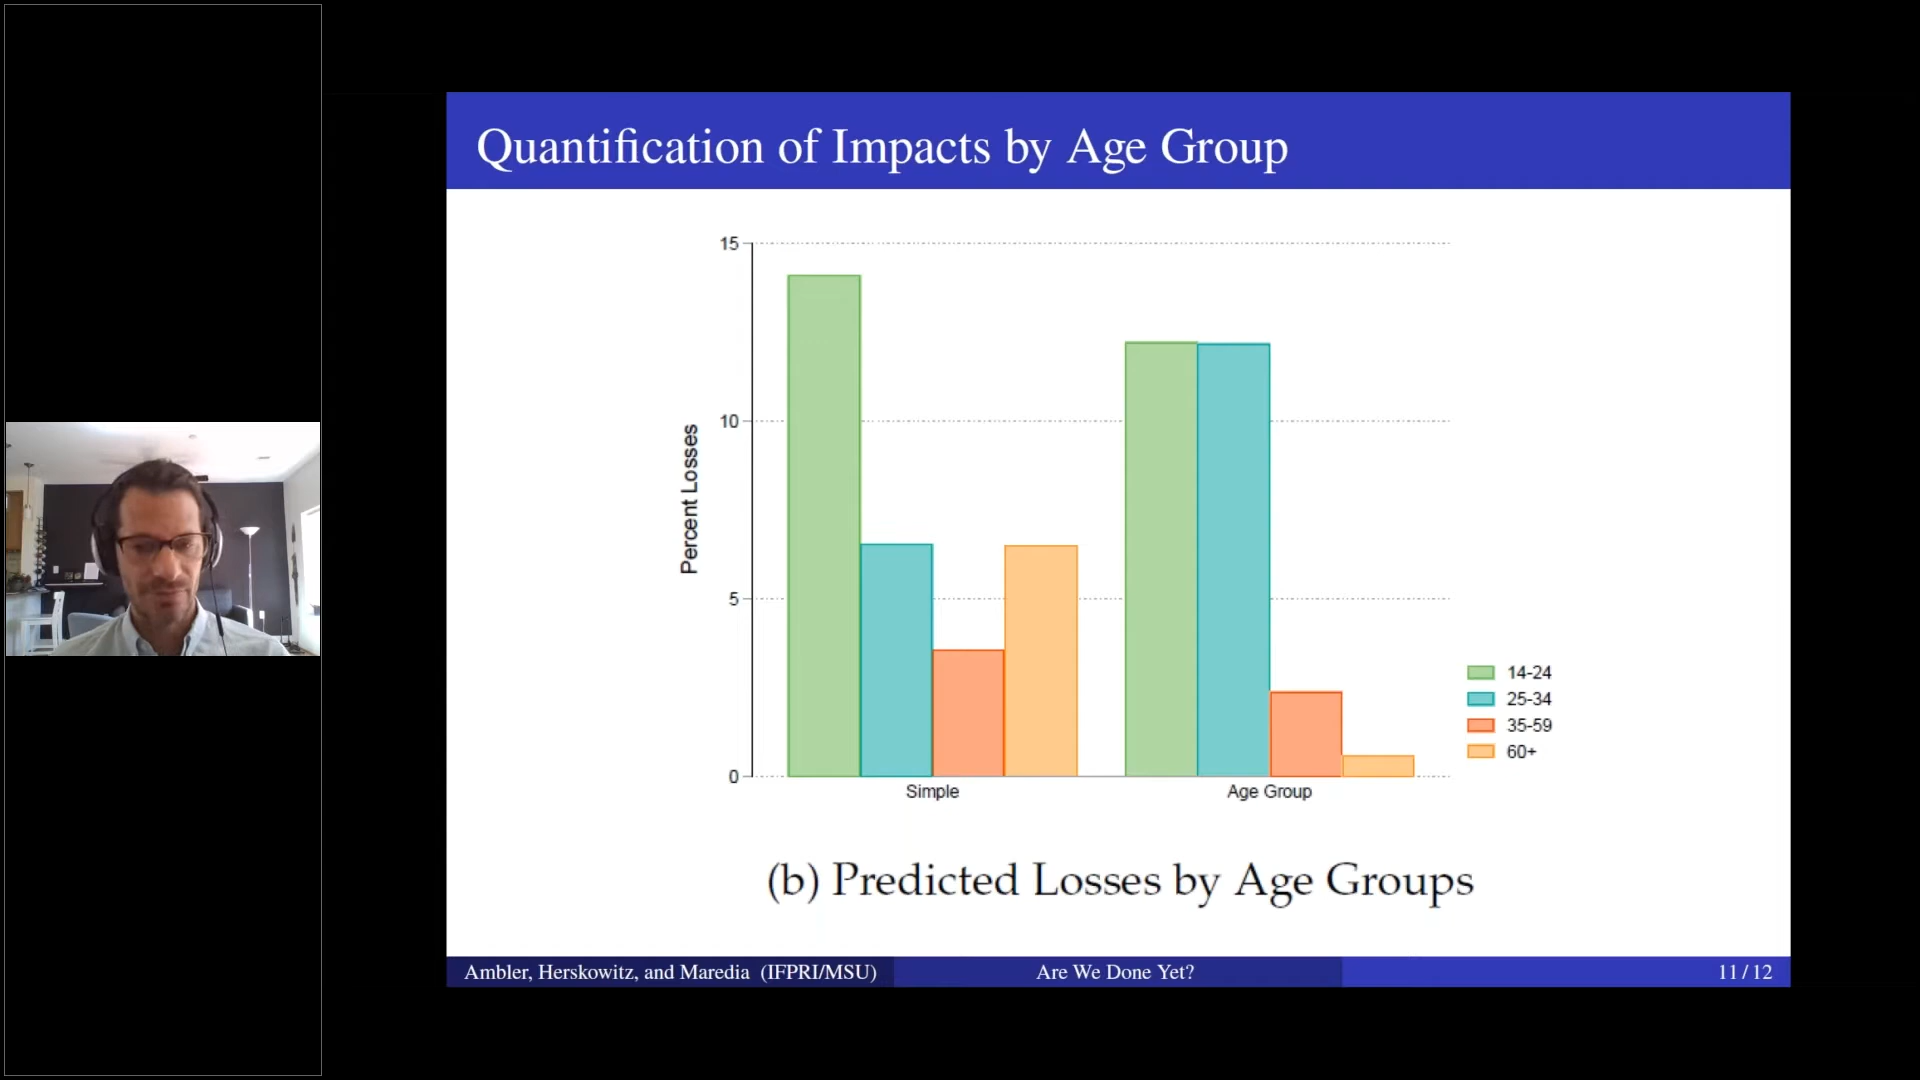 Quantification of Impacts by Age Group
15
10
5
0
Percent Losses
Simple
Age Group
14-24
25-34
35-59
60+
(b) Predicted Losses by Age Groups
Ambler, Herskowitz, and Maredia (IFPRI/MSU)
Are We Done Yet?
11 / 12